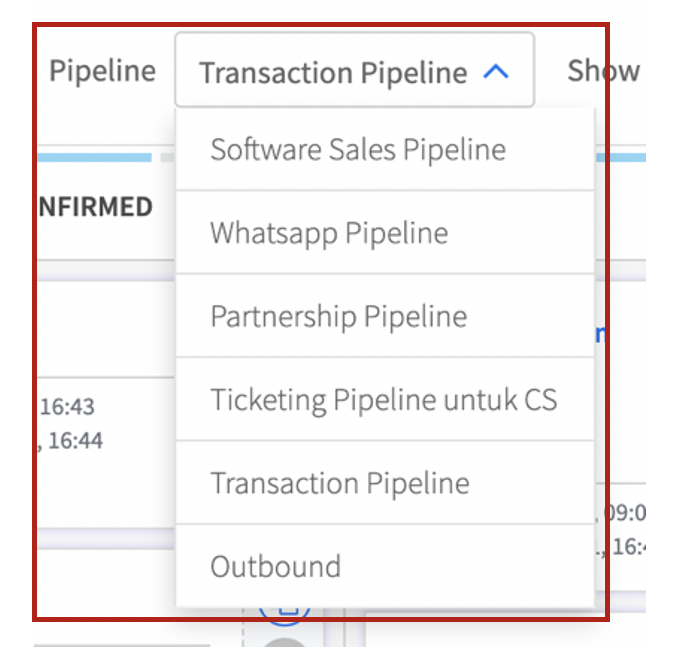 Pipeline
Transaction Pipeline
Show
Software Sales Pipeline
NFIRMED
Whatsapp Pipeline
Partnership Pipeline
16:43
Ticketing Pipeline untuk CS
, 16:44
Transaction Pipeline
, 09:0
., 16:
Outbound